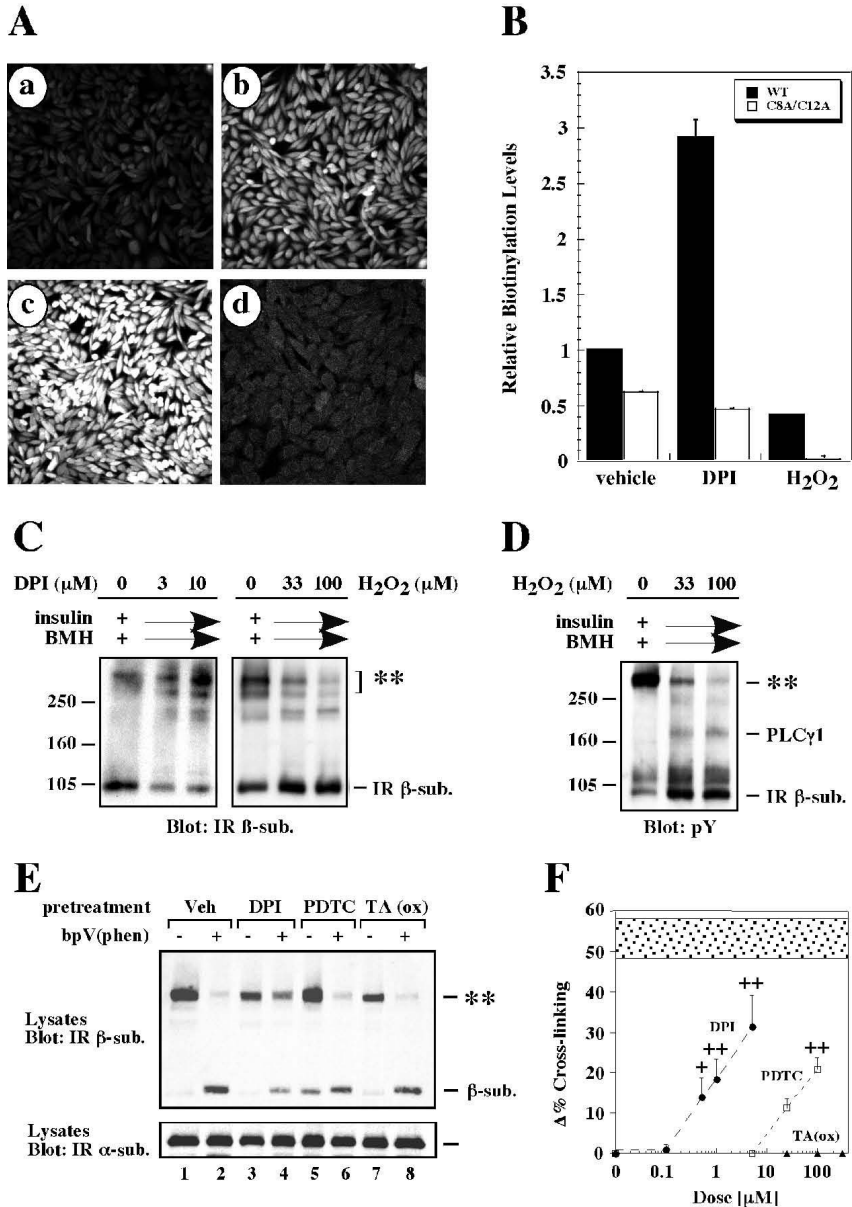 A
a
b
c
d
B
Relative Biotinylation Levels
3.5
3
2.5
2
1.5
1
0.5
0
WT
C8A/C12A
vehicle DPI H2O2
C
DPI (µM) 0 3 10
0 33 100 H2O2 (µM)
insulin + +
BMH + +
250
160
105
**
IR β-sub.
Blot: IR ß-sub.
D
H2O2 (µM) 0 33 100
insulin +
BMH +
250
160
105
**
PLCγ1
IR β-sub.
Blot: pY
E
pretreatment Veh DPI PDTC TA (ox)
bpV(phen) - + - + - + - +
Lysates
Blot: IR β-sub.
**
β-sub.
Lysates
Blot: IR α-sub.
1 2 3 4 5 6 7 8
F
Δ % Cross-linking
60
50
40
30
20
10
0
++
DPI
++
+
++
PDTC
TA(ox)
0 0.1 1 10 100
Dose [µM]